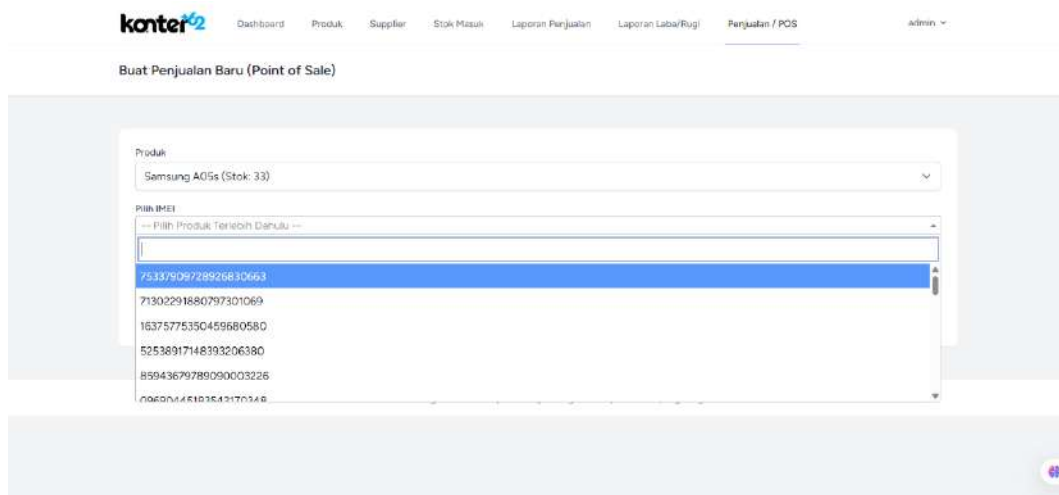 konter62 Dashboard Produk Supplier Stok Masuk Laporan Penjualan Laporan Laba/Rugi Penjualan / POS admin
Buat Penjualan Baru (Point of Sale)
Produk
Samsung A05s (Stok: 33)
Pilih IMEI
-- Pilih Produk Terlebih Dahulu --
75337909728926830663
71302291880797301069
16375775350459680580
52538917148393206380
85943679789090003226